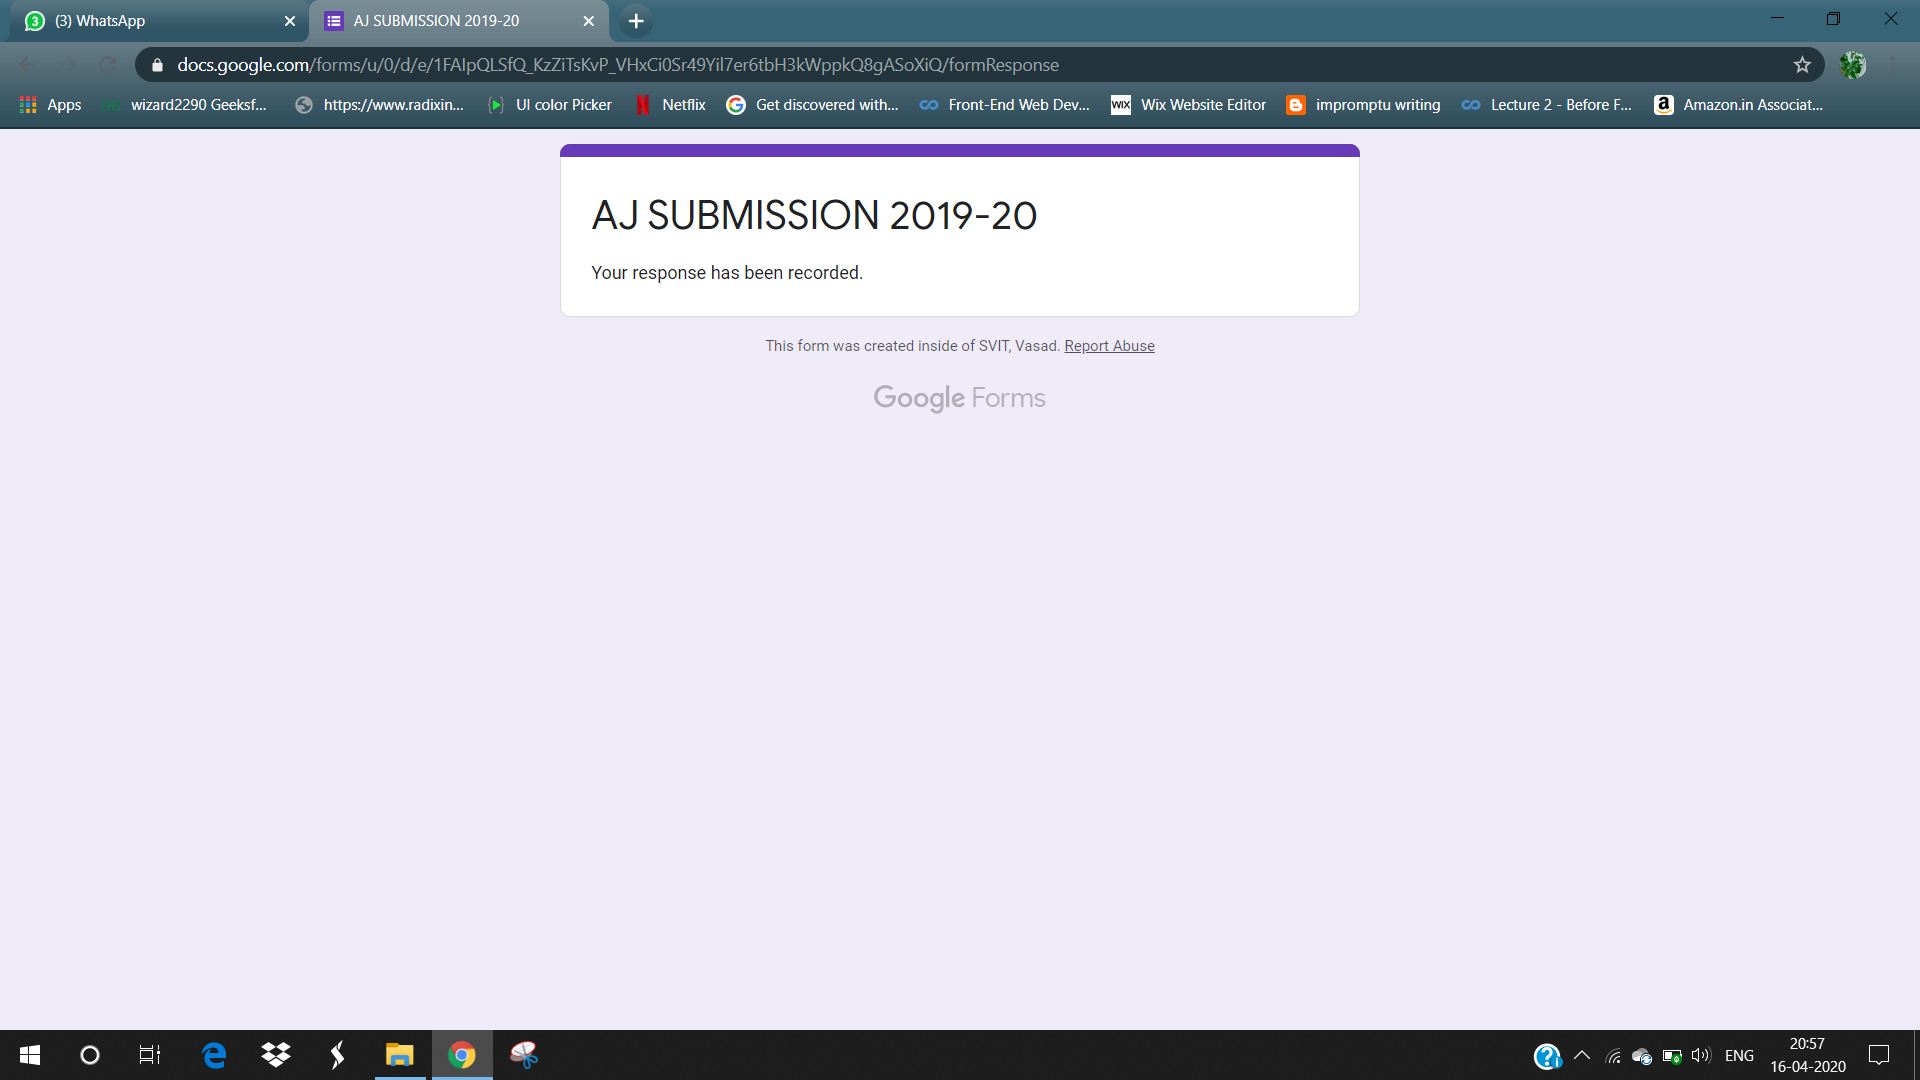 (3) WhatsApp
AJ SUBMISSION 2019-20
docs.google.com/forms/u/0/d/e/1FAIpQLSfQ_KzZiTsKvP_VHxCi0Sr49Yil7er6tbH3kWppkQ8gASoXiQ/formResponse
Apps wizard2290 Geeksf... https://www.radixin... UI color Picker Netflix Get discovered with... Front-End Web Dev... WIX Wix Website Editor impromptu writing Lecture 2 - Before F... Amazon.in Associat...
AJ SUBMISSION 2019-20
Your response has been recorded.
This form was created inside of SVIT, Vasad. Report Abuse
Google Forms
ENG
20:57
16-04-2020